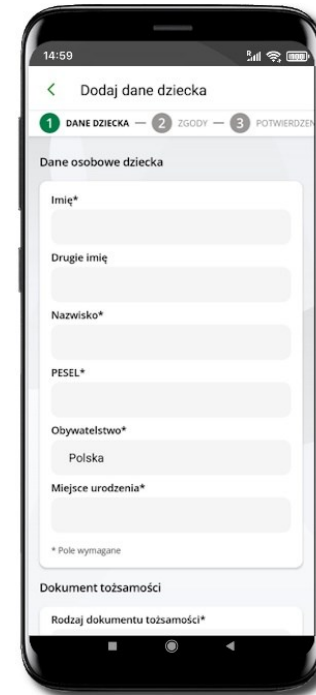 14:59
Dodaj dane dziecka
1 DANE DZIECKA — 2 ZGODY — 3 POTWIERDZEN
Dane osobowe dziecka
Imię*
Drugie imię
Nazwisko*
PESEL*
Obywatelstwo*
Polska
Miejsce urodzenia*
* Pole wymagane
Dokument tożsamości
Rodzaj dokumentu tożsamości*